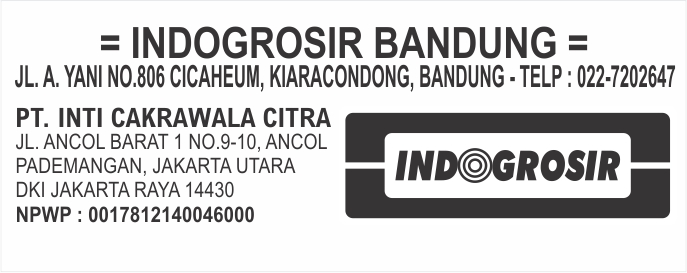 = INDOGROSIR BANDUNG =
JL. A. YANI NO.806 CICAHEUM, KIARACONDONG, BANDUNG - TELP : 022-7202647
PT. INTI CAKRAWALA CITRA
JL. ANCOL BARAT 1 NO.9-10, ANCOL
PADEMANGAN, JAKARTA UTARA
DKI JAKARTA RAYA 14430
NPWP : 0017812140046000
INDOGROSIR